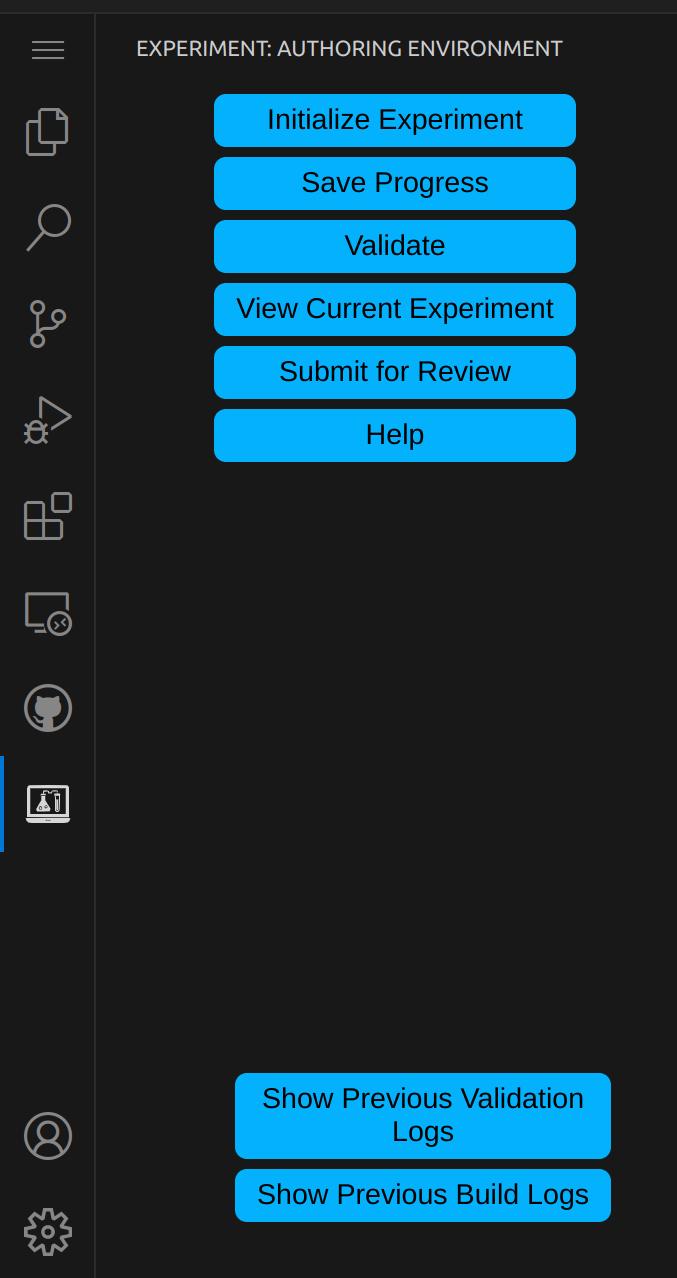 EXPERIMENT: AUTHORING ENVIRONMENT
Initialize Experiment
Save Progress
Validate
View Current Experiment
Submit for Review
Help
Show Previous Validation
Logs
Show Previous Build Logs